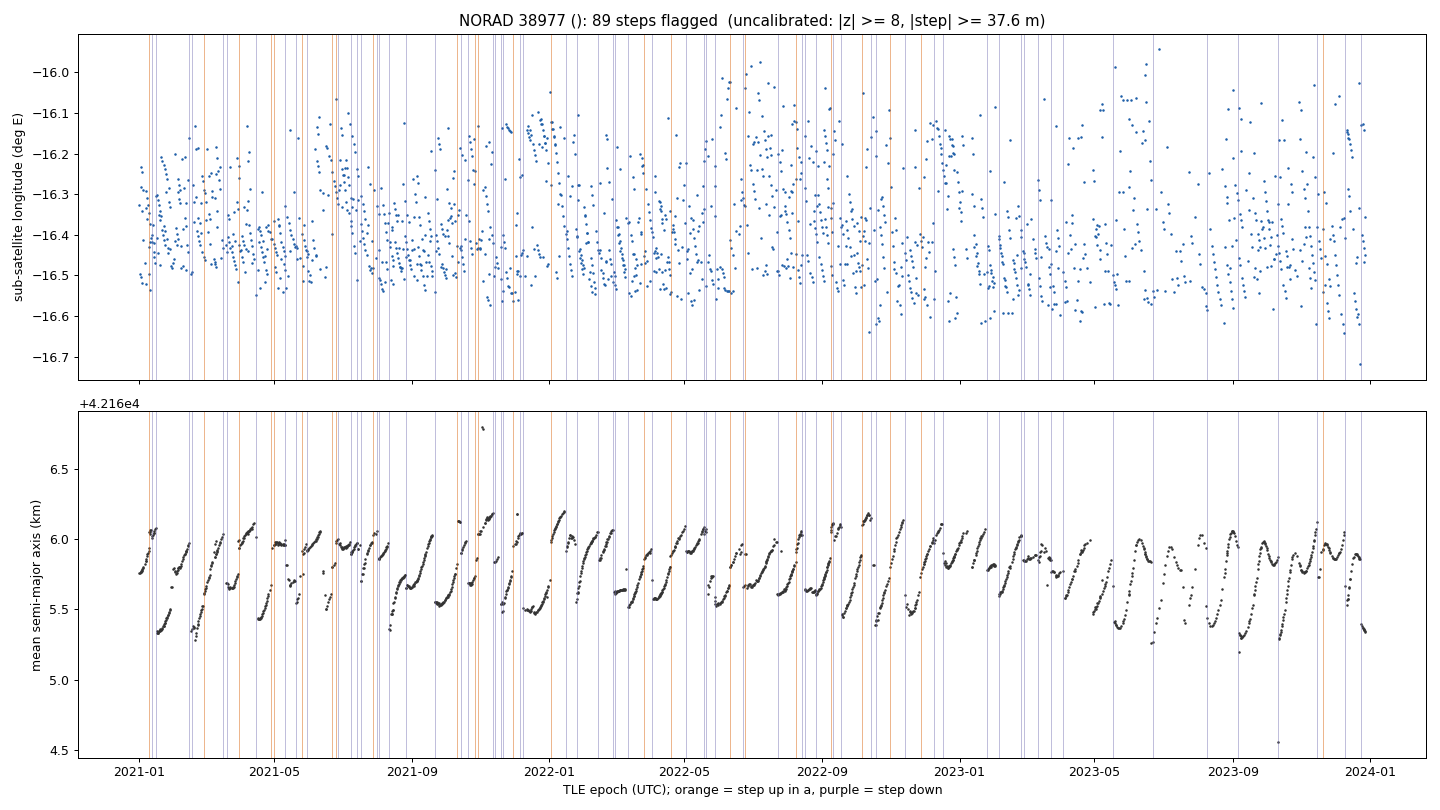 NORAD 38977 (): 89 steps flagged  (uncalibrated: |z| >= 8, |step| >= 37.6 m)
sub-satellite longitude (deg E)
−16.0
−16.1
−16.2
−16.3
−16.4
−16.5
−16.6
−16.7
+4.216e4
mean semi-major axis (km)
6.5
6.0
5.5
5.0
4.5
2021-01 2021-05 2021-09 2022-01 2022-05 2022-09 2023-01 2023-05 2023-09 2024-01
TLE epoch (UTC); orange = step up in a, purple = step down